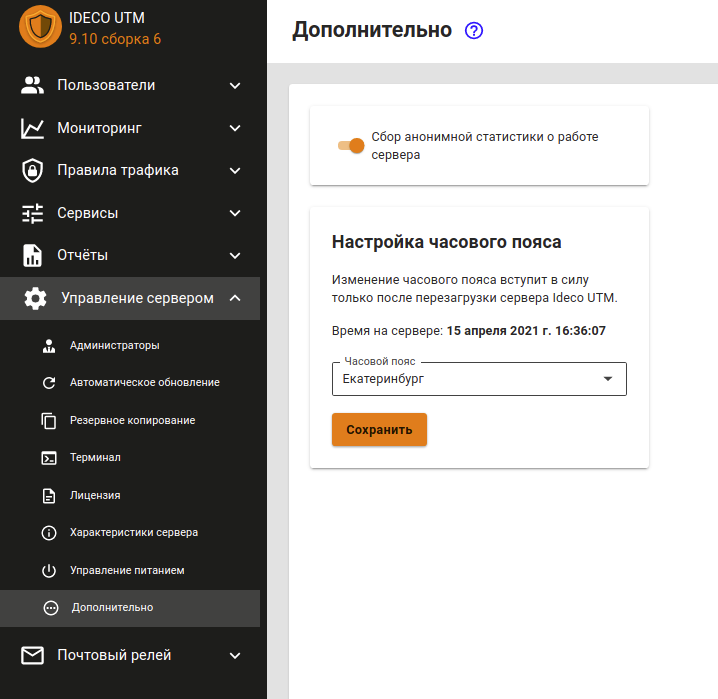 IDECO UTM
9.10 сборка 6
Пользователи
Мониторинг
Правила трафика
Сервисы
Отчёты
Управление сервером
Администраторы
Автоматическое обновление
Резервное копирование
Терминал
Лицензия
Характеристики сервера
Управление питанием
Дополнительно
Почтовый релей
Дополнительно
Сбор анонимной статистики о работе
сервера
Настройка часового пояса
Изменение часового пояса вступит в силу
только после перезагрузки сервера Ideco UTM.
Время на сервере: 15 апреля 2021 г. 16:36:07
Часовой пояс
Екатеринбург
Сохранить